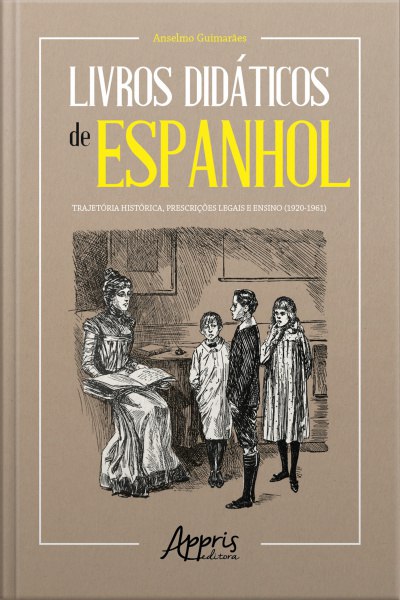 Anselmo Guimarães
LIVROS DIDÁTICOS
de ESPANHOL
TRAJETÓRIA HISTÓRICA, PRESCRIÇÕES LEGAIS E ENSINO (1920-1961)
Appris
editora